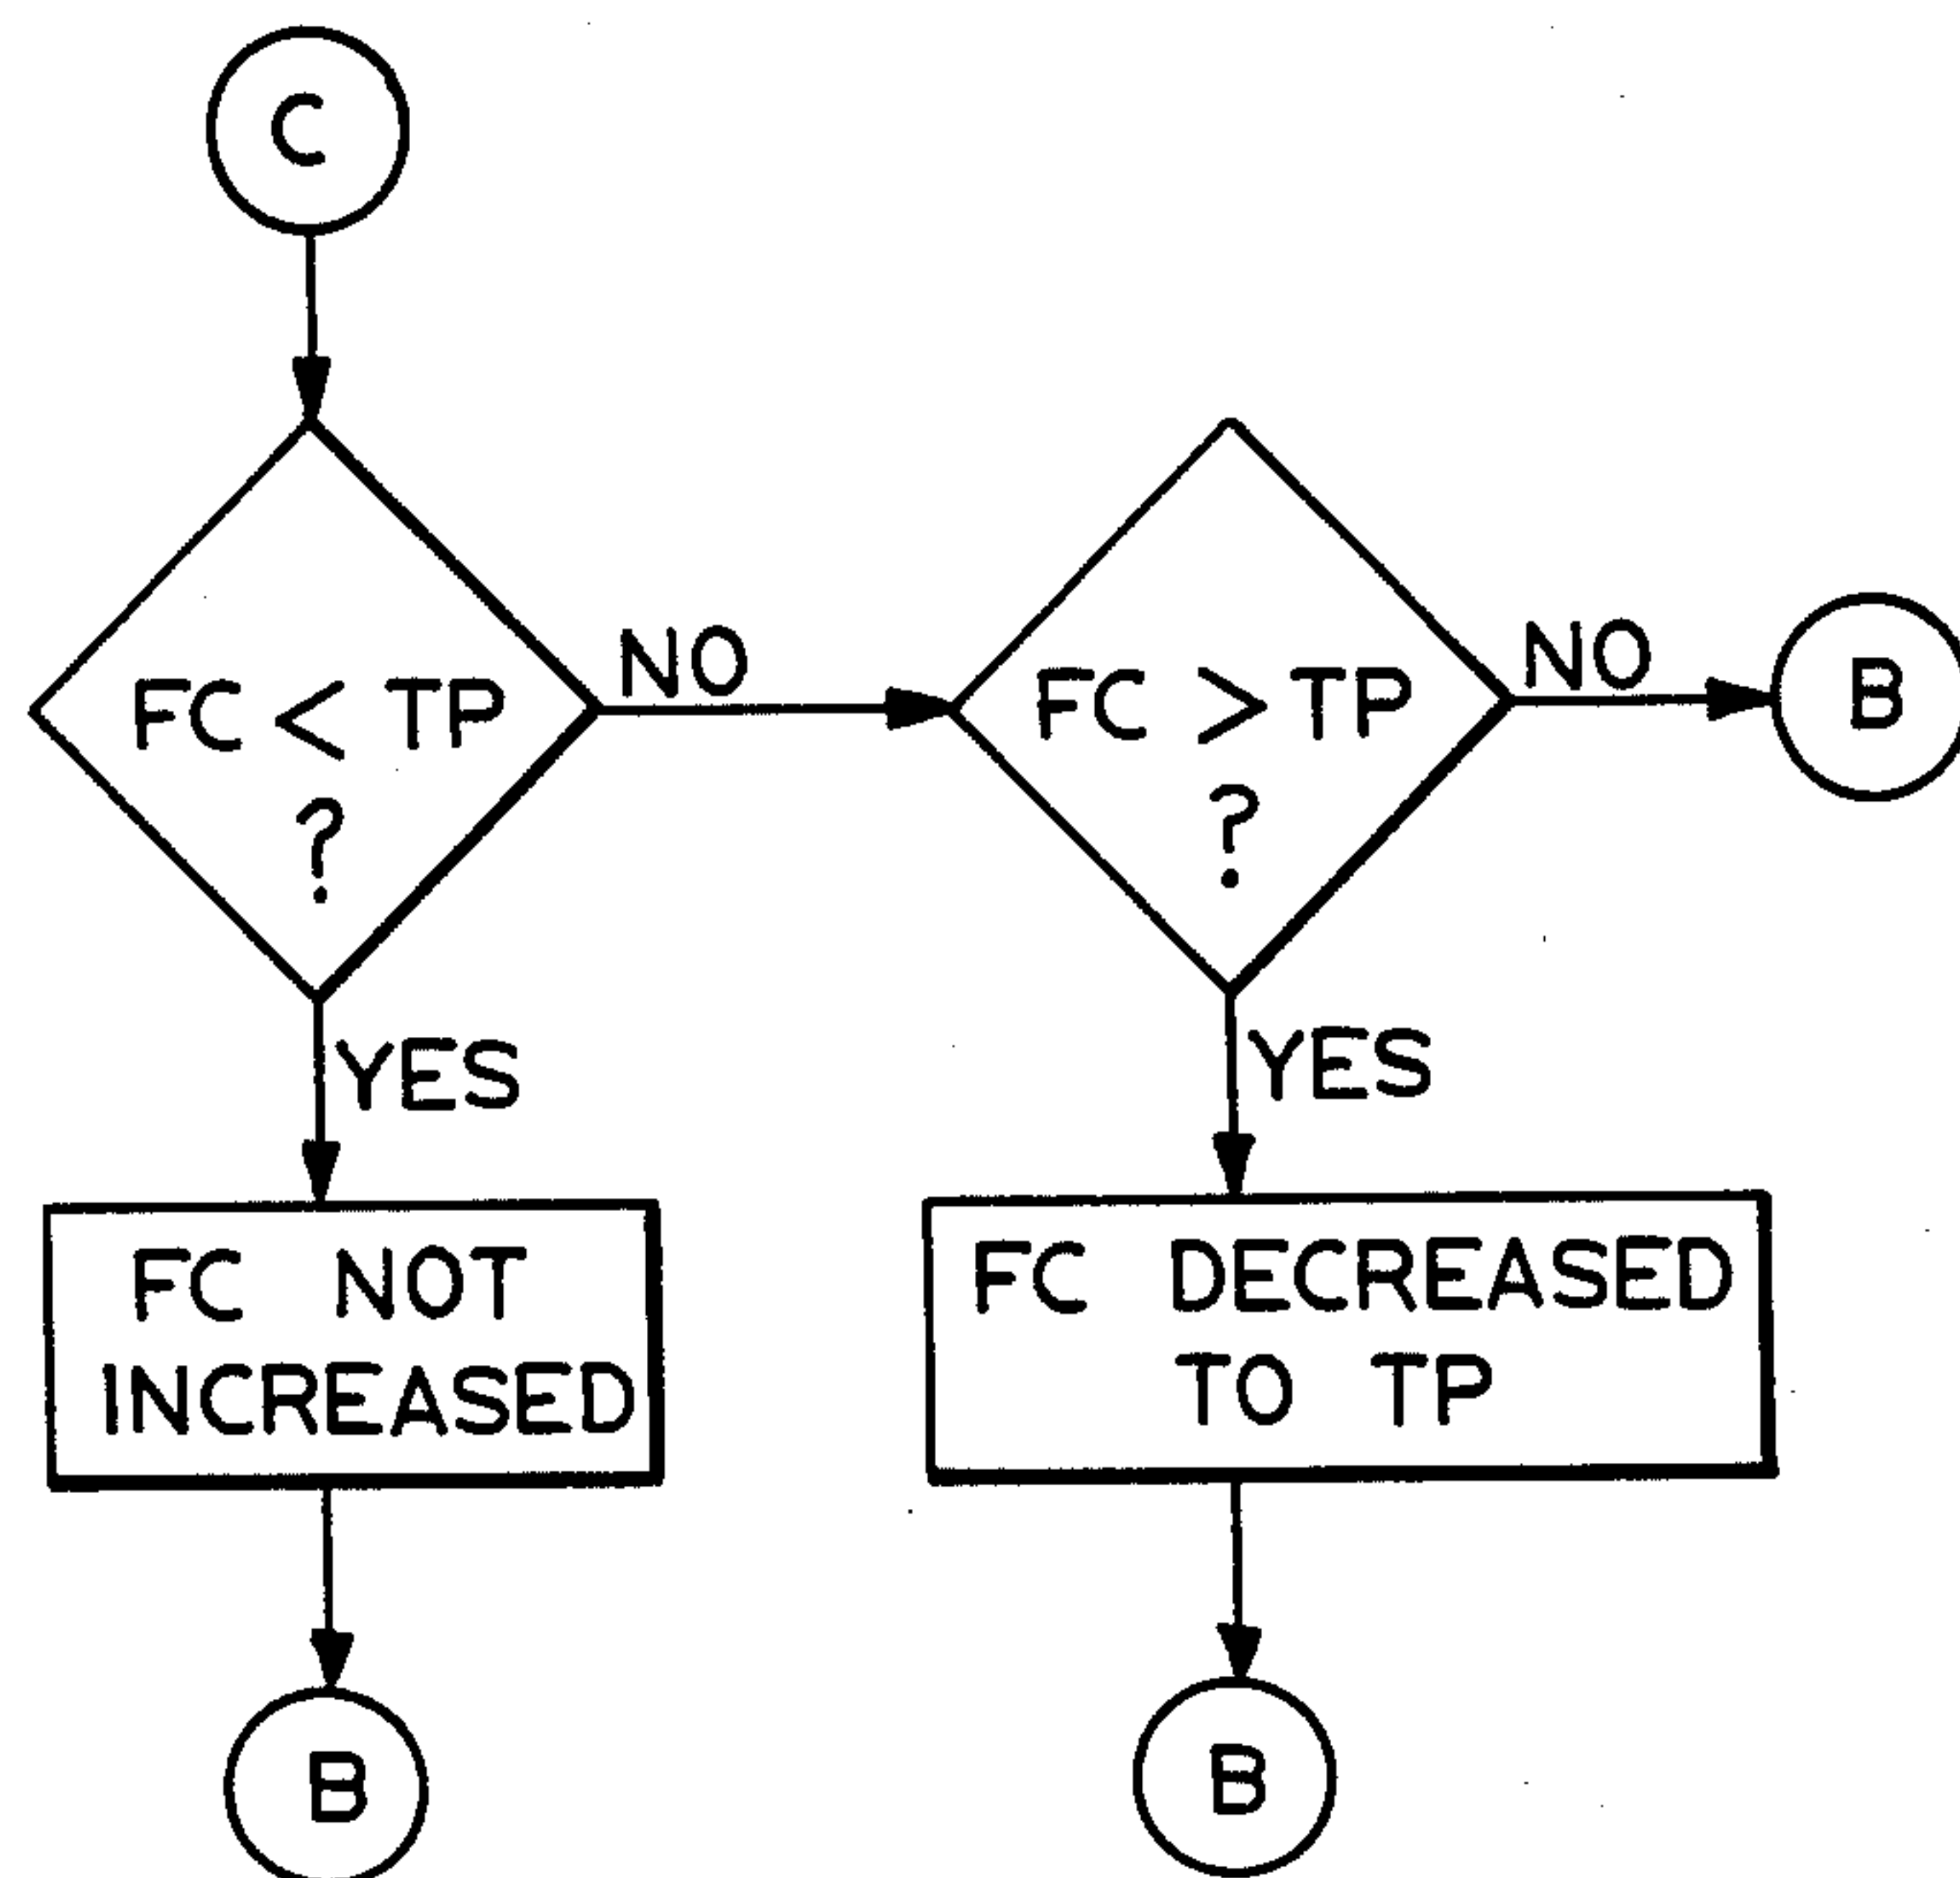 C
FC < TP
?
NO
FC > TP
?
NO
B
YES
YES
FC NOT
INCREASED
FC DECREASED
TO TP
B
B